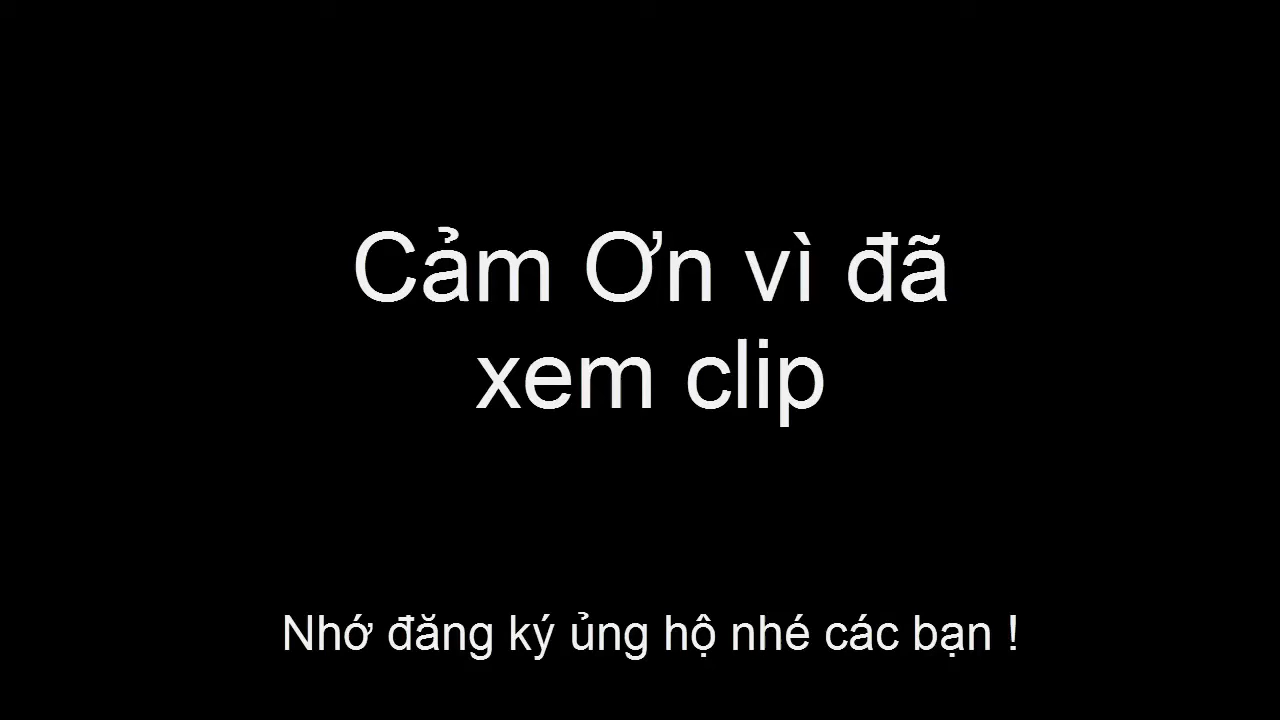 Cảm Ơn vì đã
xem clip
Nhớ đăng ký ủng hộ nhé các bạn !